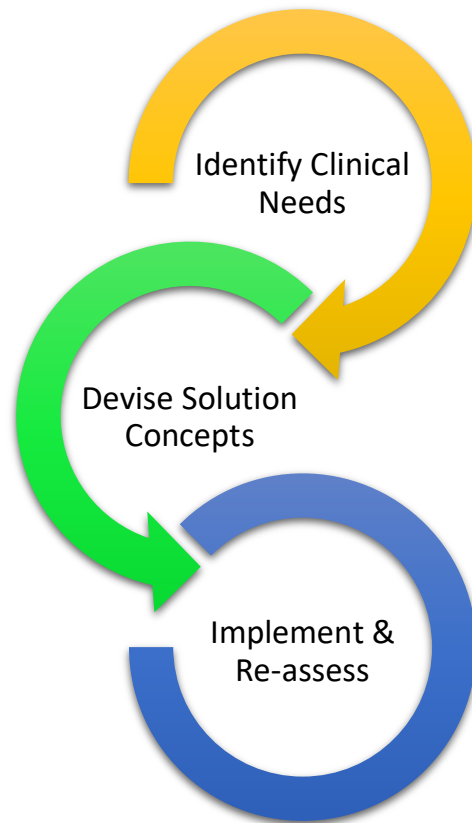 Identify Clinical
Needs
Devise Solution
Concepts
Implement &
Re-assess